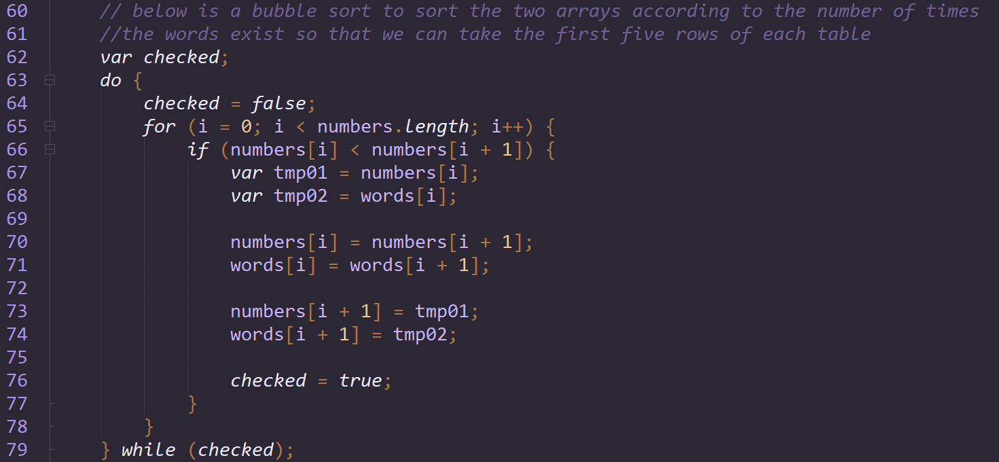 60 // below is a bubble sort to sort the two arrays according to the number of times
61 //the words exist so that we can take the first five rows of each table
62 var checked;
63 do {
64 checked = false;
65 for (i = 0; i < numbers.length; i++) {
66 if (numbers[i] < numbers[i + 1]) {
67 var tmp01 = numbers[i];
68 var tmp02 = words[i];
69
70 numbers[i] = numbers[i + 1];
71 words[i] = words[i + 1];
72
73 numbers[i + 1] = tmp01;
74 words[i + 1] = tmp02;
75
76 checked = true;
77 }
78 }
79 } while (checked);